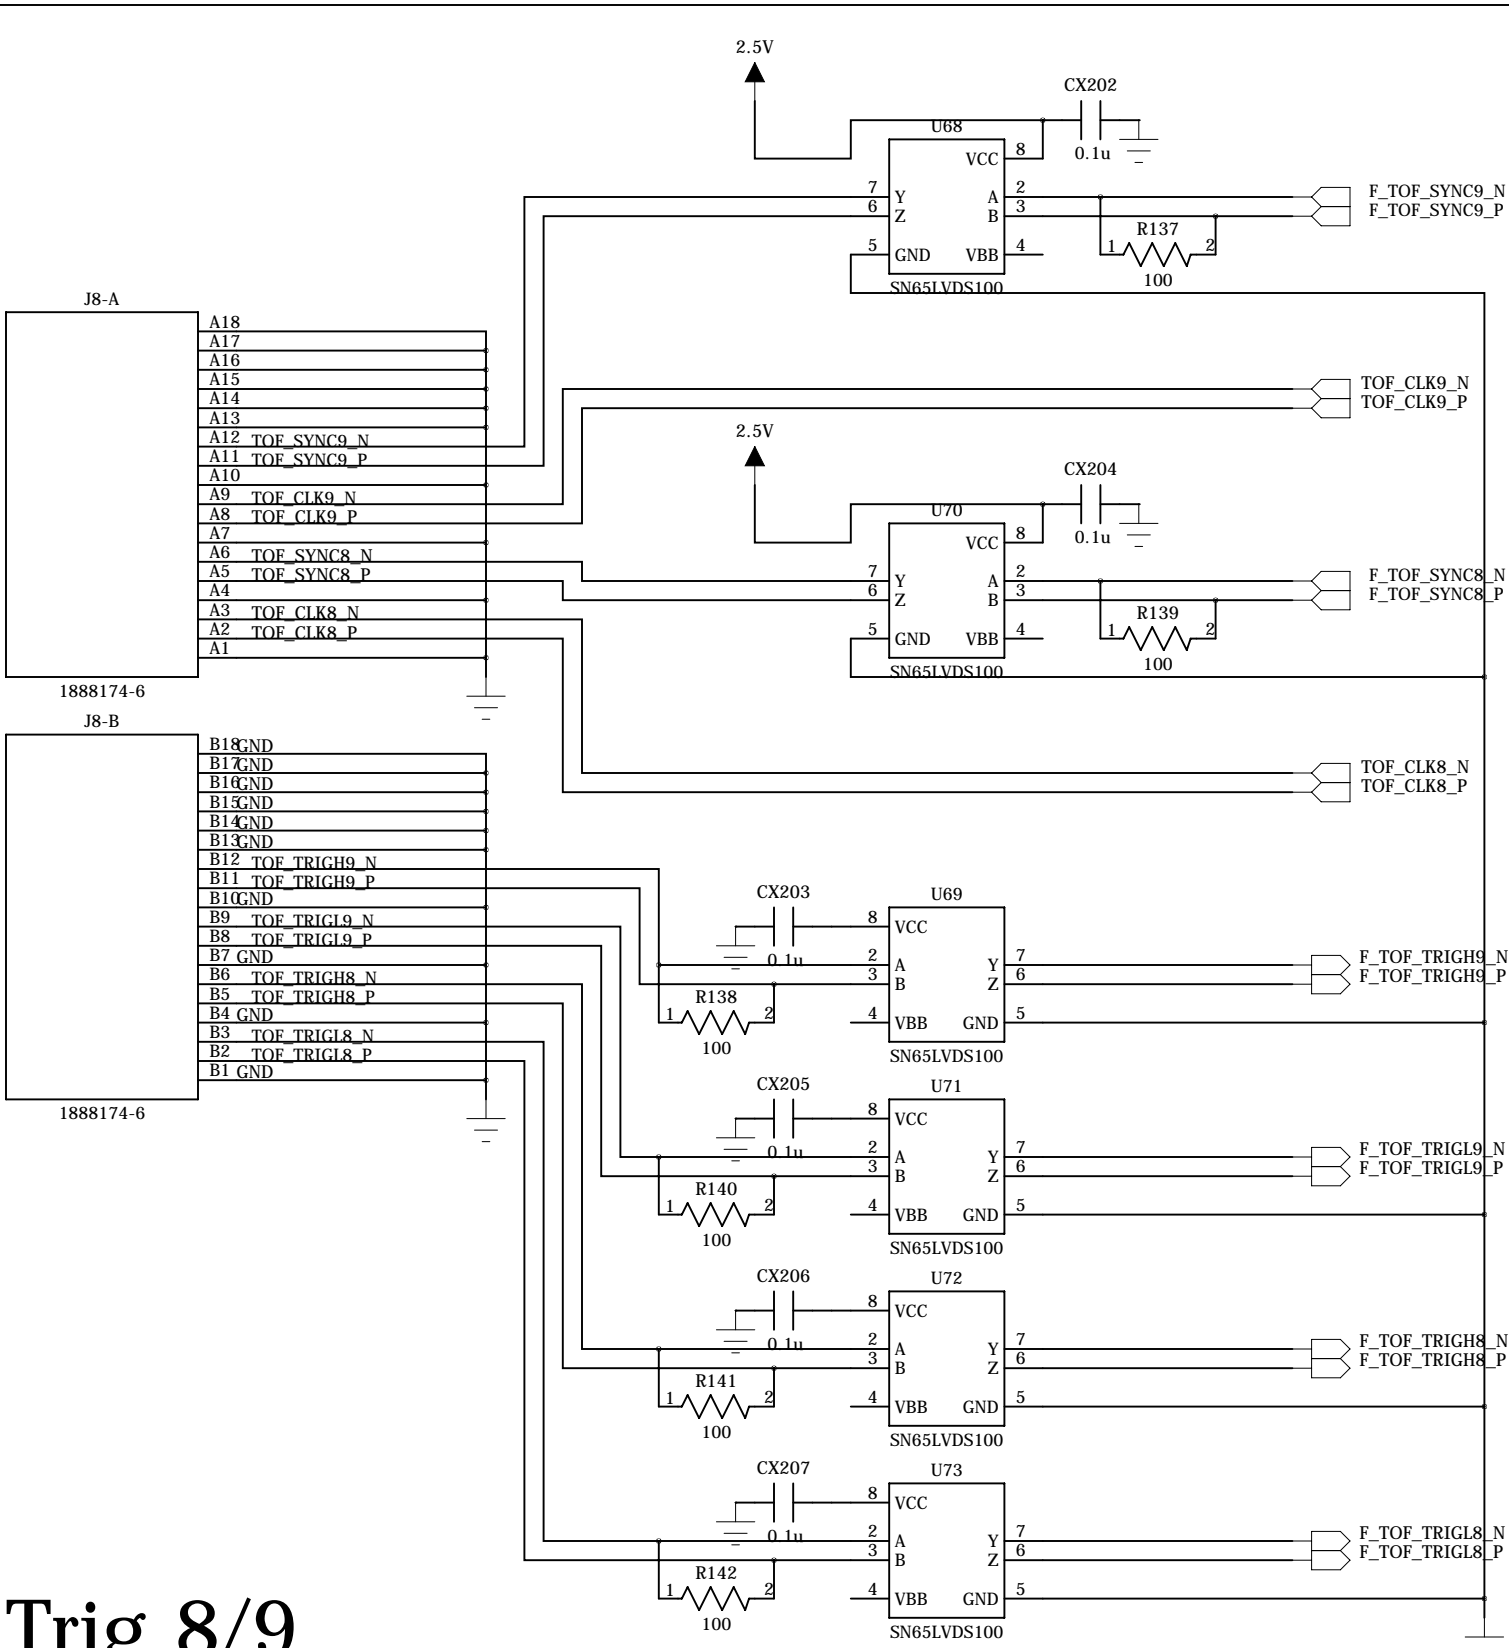 2.5V
CX202
0.1u
U68
VCC 8
7 Y A 2
6 Z B 3
5 GND VBB 4
SN65LVDS100
R137
1 2
100
F_TOF_SYNC9_N
F_TOF_SYNC9_P
J8-A
A18
A17
A16
A15
A14
A13
A12 TOF_SYNC9_N
A11 TOF_SYNC9_P
A10
A9 TOF_CLK9_N
A8 TOF_CLK9_P
A7
A6 TOF_SYNC8_N
A5 TOF_SYNC8_P
A4
A3 TOF_CLK8_N
A2 TOF_CLK8_P
A1
1888174-6
TOF_CLK9_N
TOF_CLK9_P
2.5V
CX204
0.1u
U70
VCC 8
7 Y A 2
6 Z B 3
5 GND VBB 4
SN65LVDS100
R139
1 2
100
F_TOF_SYNC8_N
F_TOF_SYNC8_P
TOF_CLK8_N
TOF_CLK8_P
J8-B
B18 GND
B17 GND
B16 GND
B15 GND
B14 GND
B13 GND
B12 TOF_TRIGH9_N
B11 TOF_TRIGH9_P
B10 GND
B9 TOF_TRIGL9_N
B8 TOF_TRIGL9_P
B7 GND
B6 TOF_TRIGH8_N
B5 TOF_TRIGH8_P
B4 GND
B3 TOF_TRIGL8_N
B2 TOF_TRIGL8_P
B1 GND
1888174-6
CX203
0.1u
U69
8 VCC
2 A Y 7
3 B Z 6
4 VBB GND 5
SN65LVDS100
R138
1 2
100
F_TOF_TRIGH9_N
F_TOF_TRIGH9_P
CX205
0.1u
U71
8 VCC
2 A Y 7
3 B Z 6
4 VBB GND 5
SN65LVDS100
R140
1 2
100
F_TOF_TRIGL9_N
F_TOF_TRIGL9_P
CX206
0.1u
U72
8 VCC
2 A Y 7
3 B Z 6
4 VBB GND 5
SN65LVDS100
R141
1 2
100
F_TOF_TRIGH8_N
F_TOF_TRIGH8_P
CX207
0.1u
U73
8 VCC
2 A Y 7
3 B Z 6
4 VBB GND 5
SN65LVDS100
R142
1 2
100
F_TOF_TRIGL8_N
F_TOF_TRIGL8_P
Trig 8/9